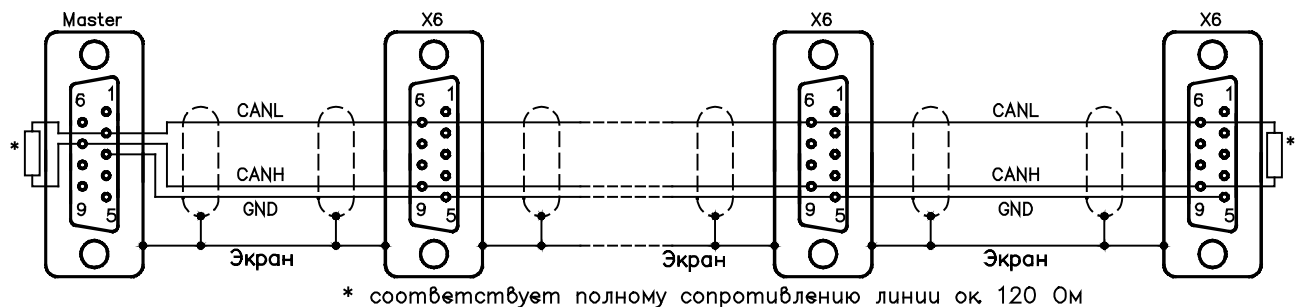 Master X6 X6 X6
6 1 6 1 6 1 6 1
CANL CANL
* *
CANH CANH
9 5 9 5 9 5 9 5
GND GND
Экран Экран Экран
* соответствует полному сопротивлению линии ок. 120 Ом